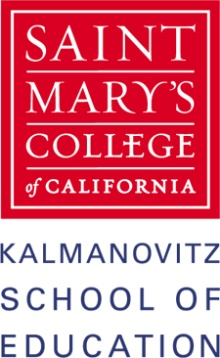 SAINT
MARY'S
COLLEGE
of CALIFORNIA
KALMANOVITZ
SCHOOL OF
EDUCATION